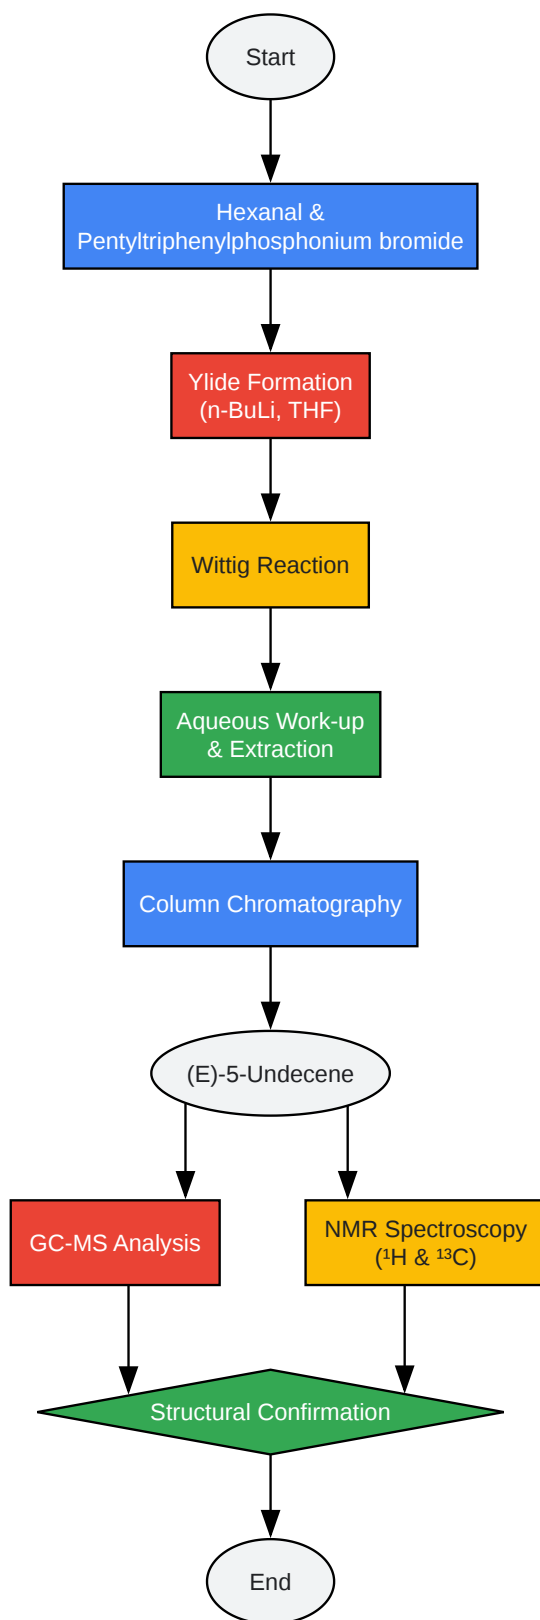 Start
Hexanal &
Pentyltriphenylphosphonium bromide
Ylide Formation
(n-BuLi, THF)
Wittig Reaction
Aqueous Work-up
& Extraction
Column Chromatography
(E)-5-Undecene
GC-MS Analysis
NMR Spectroscopy
(¹H & ¹³C)
Structural Confirmation
End